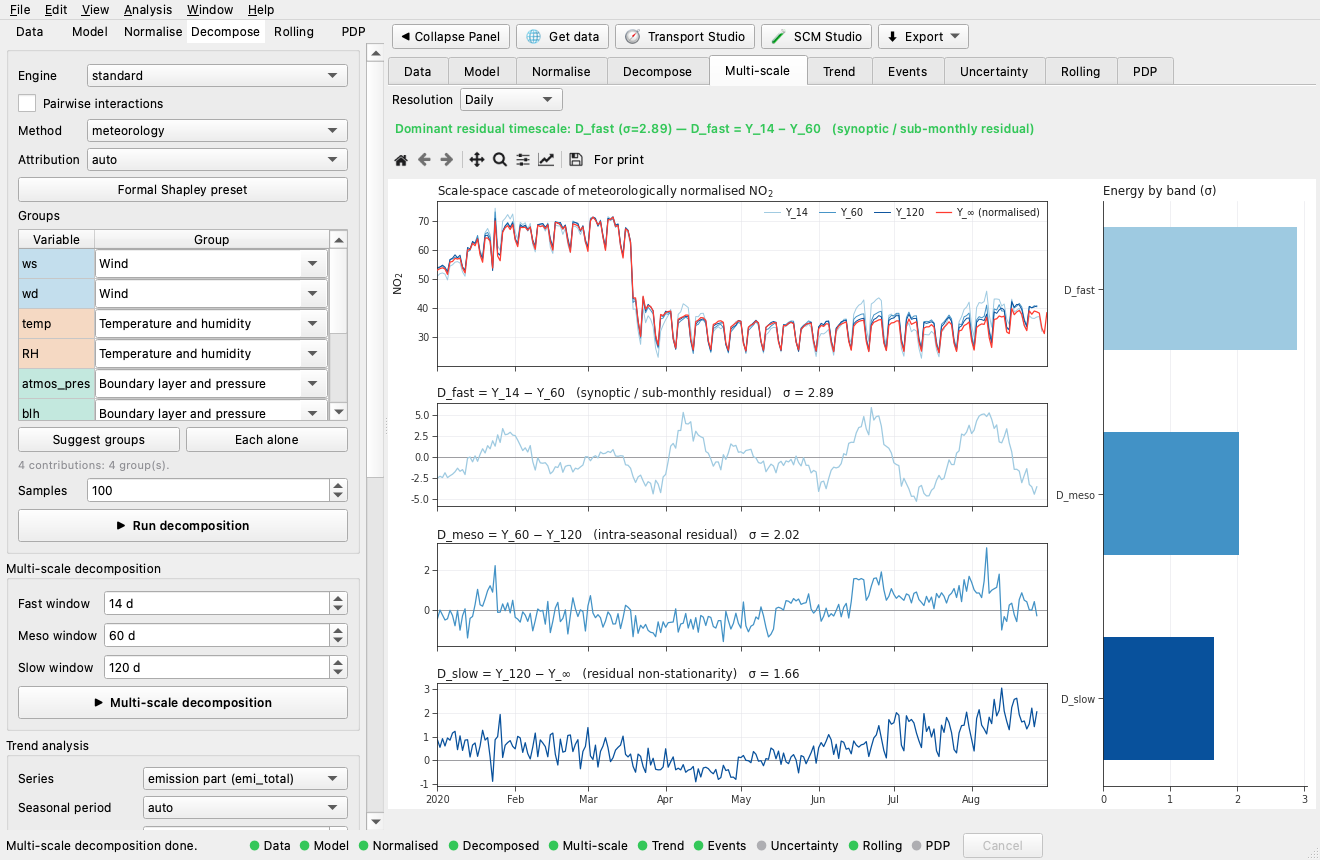 File Edit View Analysis Window Help
Data Model Normalise Decompose Rolling PDP
Collapse Panel Get data Transport Studio SCM Studio Export
Data Model Normalise Decompose Multi-scale Trend Events Uncertainty Rolling PDP
Engine standard
Pairwise interactions
Method meteorology
Attribution auto
Formal Shapley preset
Groups
Variable Group
ws Wind
wd Wind
temp Temperature and humidity
RH Temperature and humidity
atmos_pres Boundary layer and pressure
blh Boundary layer and pressure
Suggest groups Each alone
4 contributions: 4 group(s).
Samples 100
Run decomposition
Multi-scale decomposition
Fast window 14 d
Meso window 60 d
Slow window 120 d
Multi-scale decomposition
Trend analysis
Series emission part (emi_total)
Seasonal period auto
Resolution Daily
Dominant residual timescale: D_fast (σ=2.89) — D_fast = Y_14 − Y_60 (synoptic / sub-monthly residual)
For print
Scale-space cascade of meteorologically normalised NO₂
Y_14 Y_60 Y_120 Y_∞ (normalised)
NO₂
70
60
50
40
30
D_fast = Y_14 − Y_60 (synoptic / sub-monthly residual) σ = 2.89
5.0
2.5
0.0
-2.5
-5.0
D_meso = Y_60 − Y_120 (intra-seasonal residual) σ = 2.02
2
0
D_slow = Y_120 − Y_∞ (residual non-stationarity) σ = 1.66
3
2
1
0
-1
2020 Feb Mar Apr May Jun Jul Aug
Energy by band (σ)
D_fast
D_meso
D_slow
0 1 2 3
Multi-scale decomposition done. Data Model Normalised Decomposed Multi-scale Trend Events Uncertainty Rolling PDP Cancel